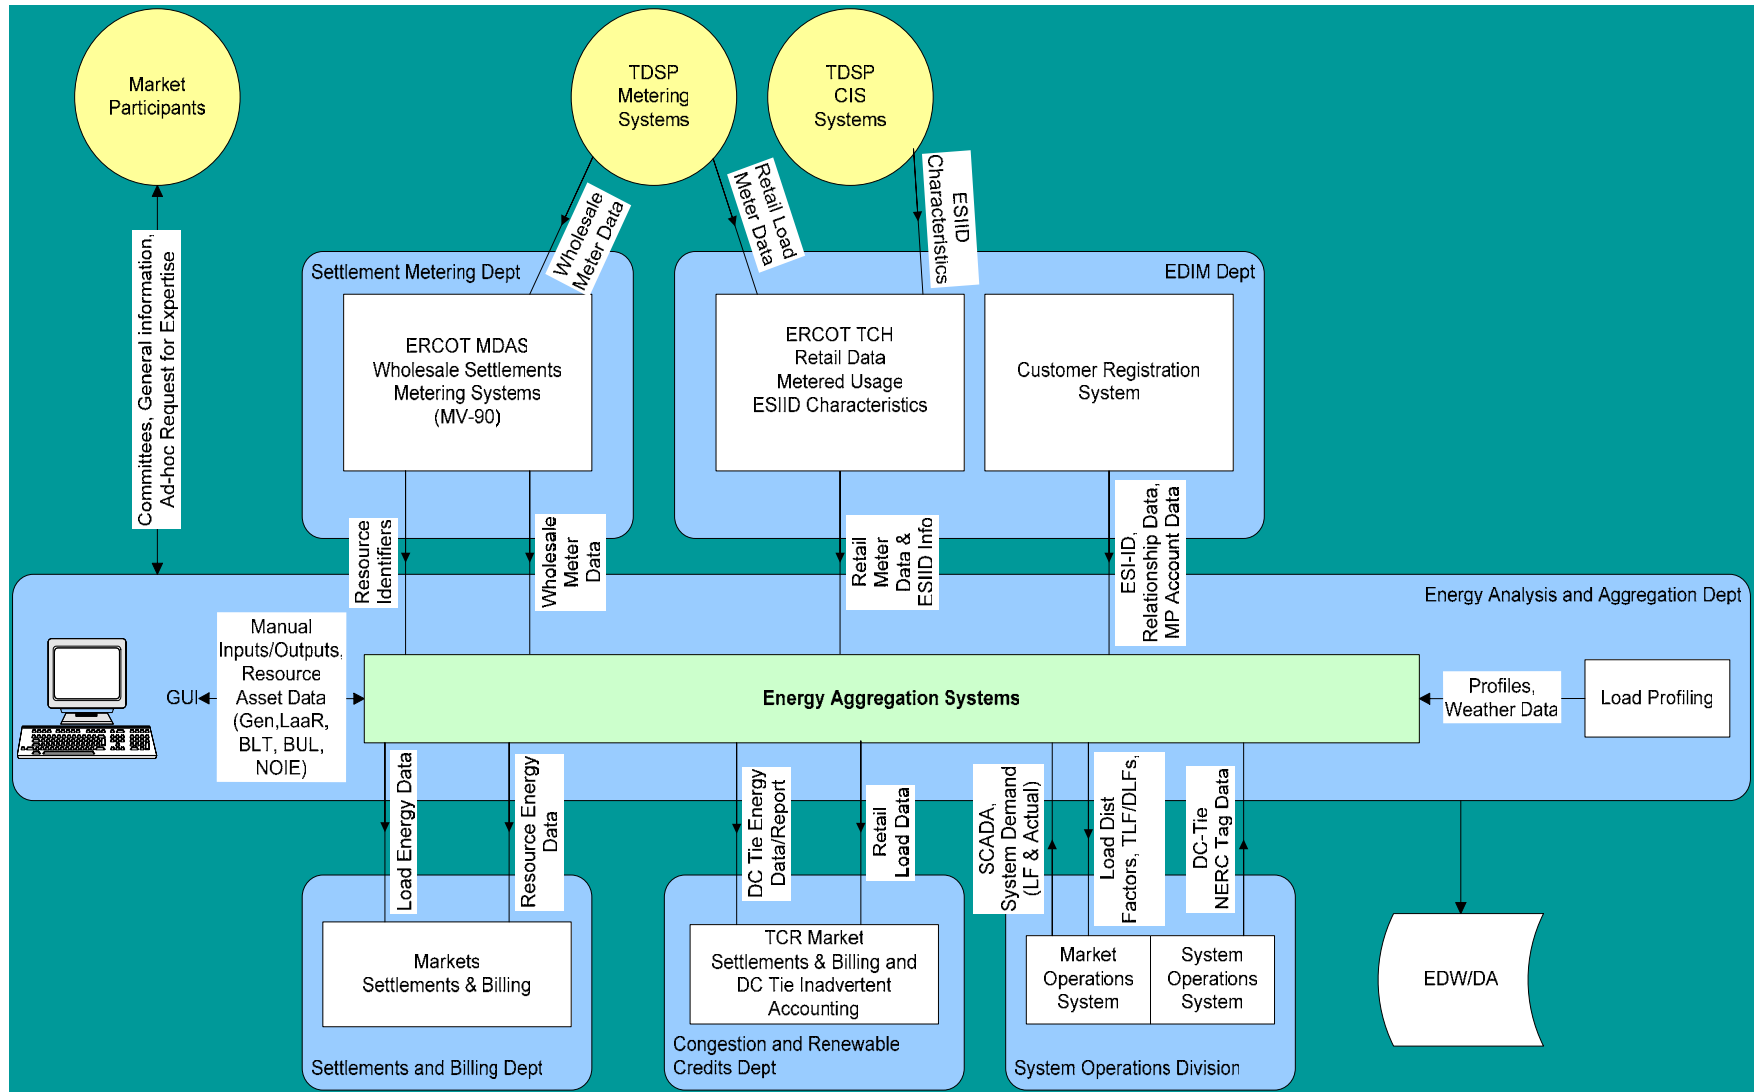 Market
Participants
TDSP
Metering
Systems
TDSP
CIS
Systems
Committees, General information,
Ad-hoc Request for Expertise
Wholesale
Meter Data
Retail Load
Meter Data
ESIID
Characteristics
Settlement Metering Dept
EDIM Dept
ERCOT MDAS
Wholesale Settlements
Metering Systems
(MV-90)
ERCOT TCH
Retail Data
Metered Usage
ESIID Characteristics
Customer Registration
System
Resource
Identifiers
Wholesale
Meter
Data
Retail
Meter
Data &
ESIID Info
ESI-ID,
Relationship Data,
MP Account Data
Energy Analysis and Aggregation Dept
GUI
Manual
Inputs/Outputs,
Resource
Asset Data
(Gen,LaaR,
BLT, BUL,
NOIE)
Energy Aggregation Systems
Profiles,
Weather Data
Load Profiling
Load Energy Data
Resource Energy
Data
DC Tie Energy
Data/Report
Retail
Load Data
SCADA,
System Demand
(LF & Actual)
Load Dist
Factors, TLF/DLFs,
DC-Tie
NERC Tag Data
Markets
Settlements & Billing
Settlements and Billing Dept
TCR Market
Settlements & Billing and
DC Tie Inadvertent
Accounting
Congestion and Renewable
Credits Dept
Market
Operations
System
System
Operations
System
System Operations Division
EDW/DA